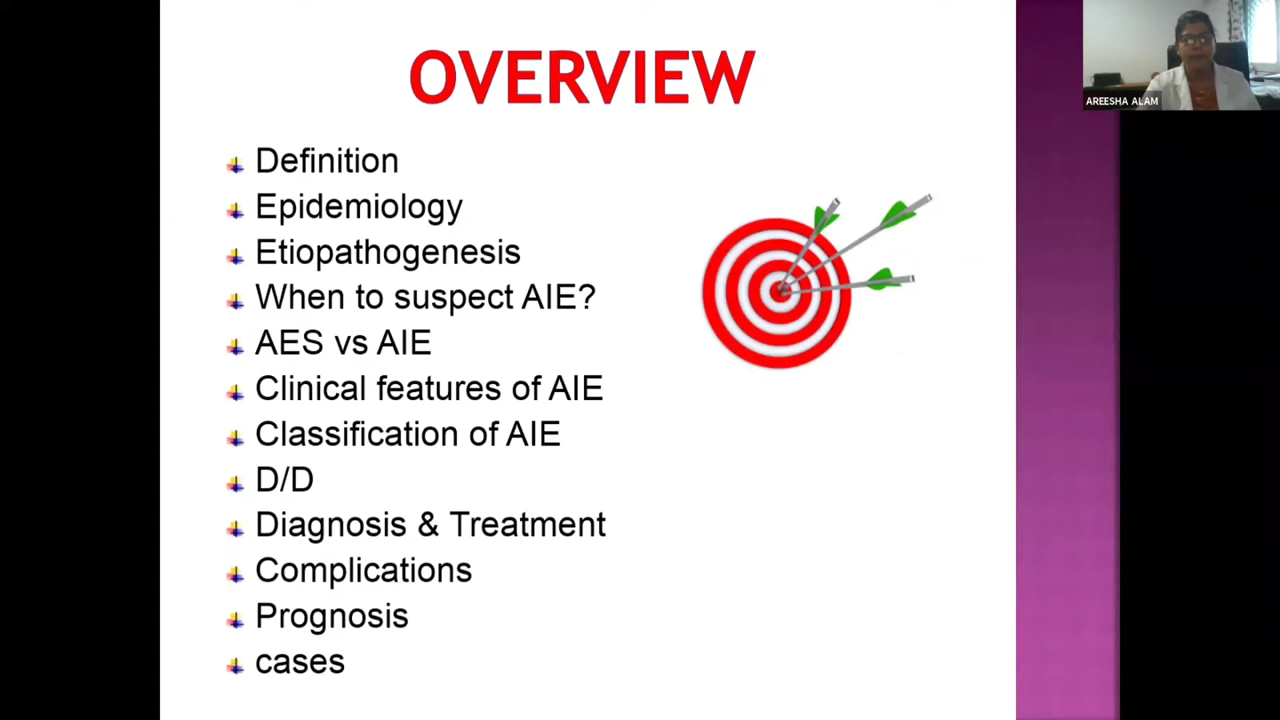 OVERVIEW
Definition
Epidemiology
Etiopathogenesis
When to suspect AIE?
AES vs AIE
Clinical features of AIE
Classification of AIE
D/D
Diagnosis & Treatment
Complications
Prognosis
cases
AREESHA ALAM